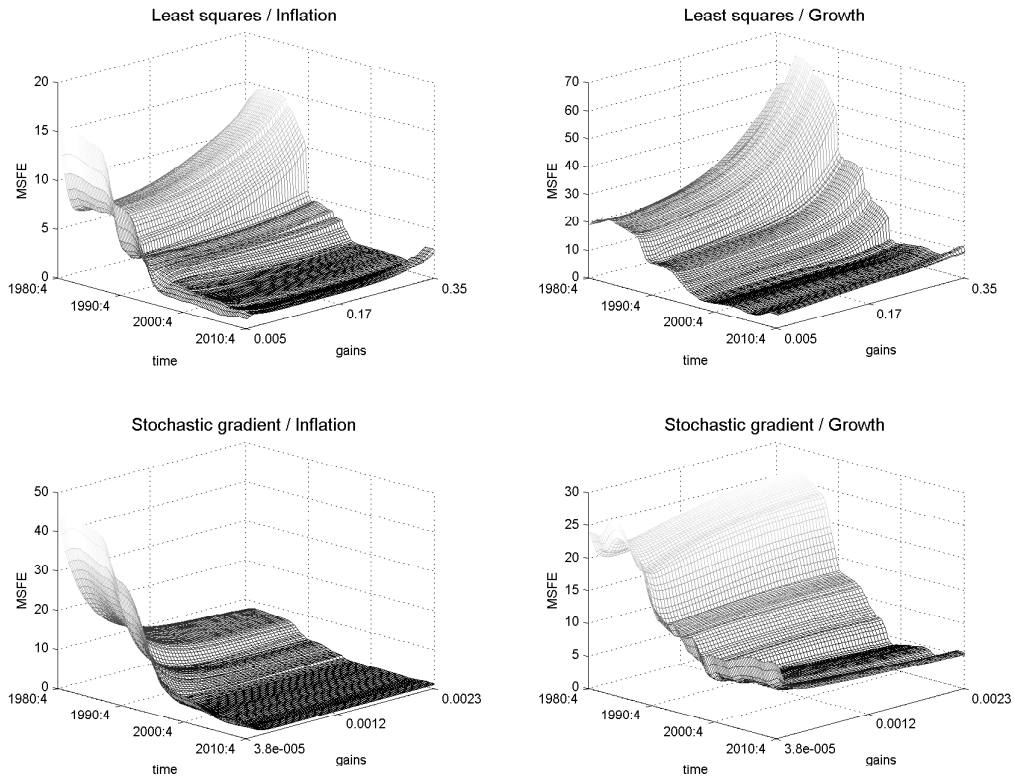 Least squares / Inflation
20
15
10
5
0
MSFE
1980:4
1990:4
2000:4
2010:4
time
0.005
0.17
0.35
gains
Least squares / Growth
70
60
50
40
30
20
10
0
MSFE
1980:4
1990:4
2000:4
2010:4
time
0.005
0.17
0.35
gains
Stochastic gradient / Inflation
50
40
30
20
10
0
MSFE
1980:4
1990:4
2000:4
2010:4
time
3.8e-005
0.0012
0.0023
gains
Stochastic gradient / Growth
30
25
20
15
10
5
0
MSFE
1980:4
1990:4
2000:4
2010:4
time
3.8e-005
0.0012
0.0023
gains